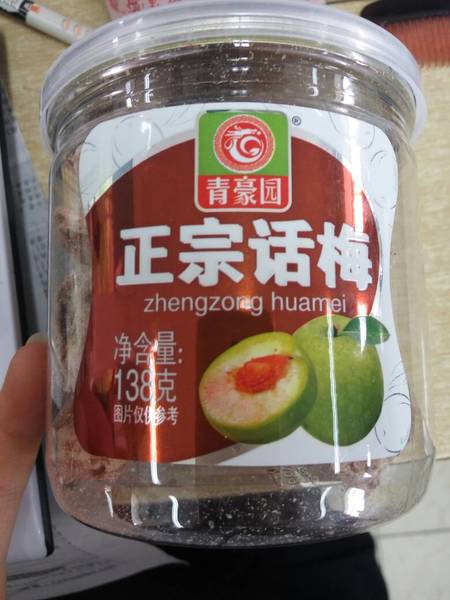 ®
青豪园
正宗话梅
zhengzong huamei
净含量:
138克
图片仅供参考